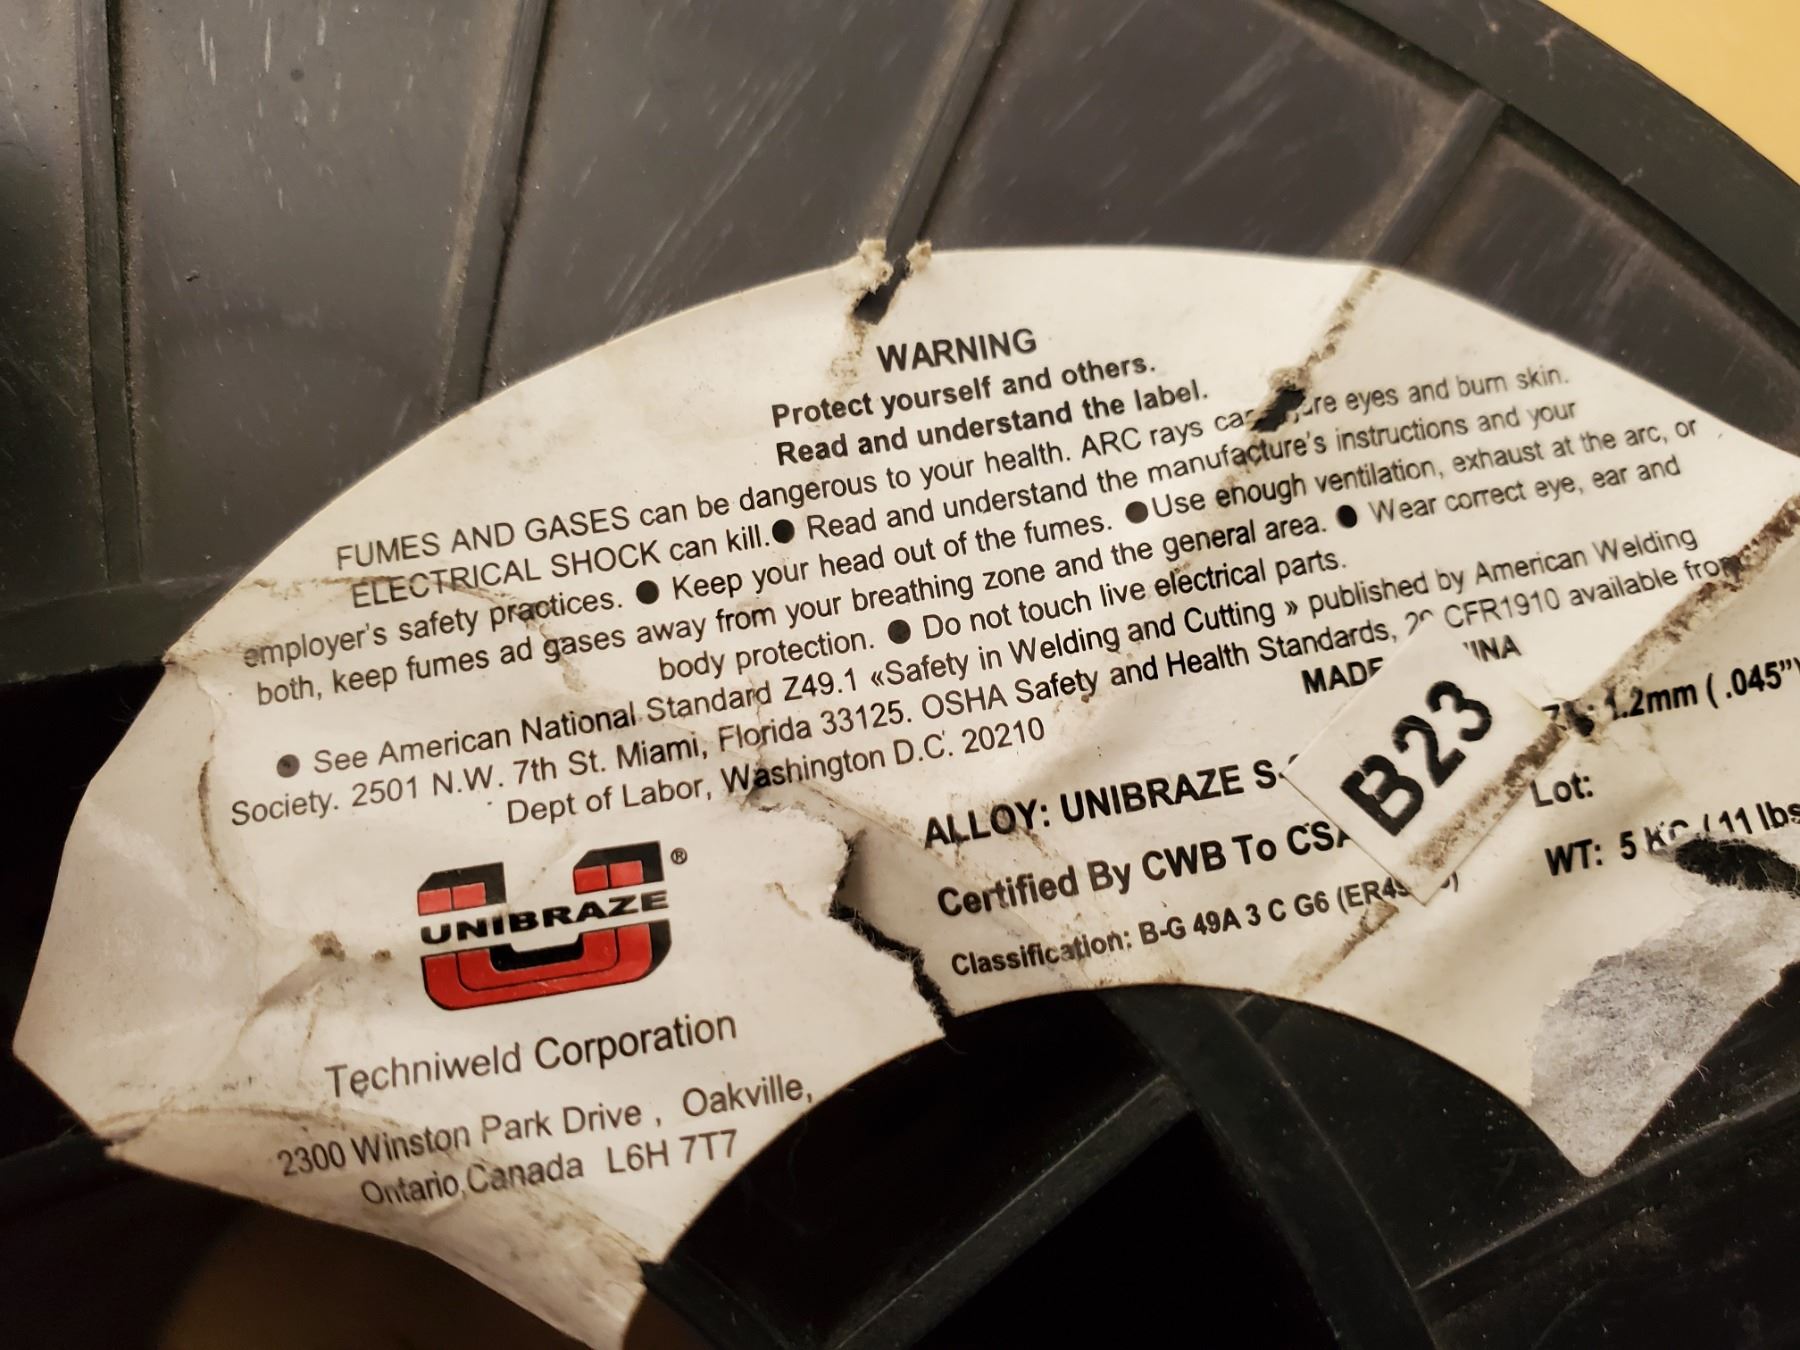 WARNING
Protect yourself and others.
Read and understand the label.
FUMES AND GASES can be dangerous to your health. ARC rays eyes and burn skin.
ELECTRICAL SHOCK can kill.● Read and understand the manufacture's instructions and your
employer's safety practices. ● Keep your head out of the fumes. ●Use enough ventilation, exhaust at the arc, or
both, keep fumes ad gases away from your breathing zone and the general area. ● Wear correct eye, ear and
body protection. ● Do not touch live electrical parts.
● See American National Standard Z49.1 «Safety in Welding and Cutting » published by American Welding
Society. 2501 N.W. 7th St. Miami, Florida 33125. OSHA Safety and Health Standards, CFR1910 available from
Dept of Labor, Washington D.C. 20210
MADE
B23
ALLOY: UNIBRAZE
1.2mm ( .045")
Certified By CWB To
Lot:
Classification: B-G 49A 3 C G6
WT: 5 KG ( 11 lbs
UNIBRAZE ®
Techniweld Corporation
2300 Winston Park Drive , Oakville,
Ontario,Canada L6H 7T7